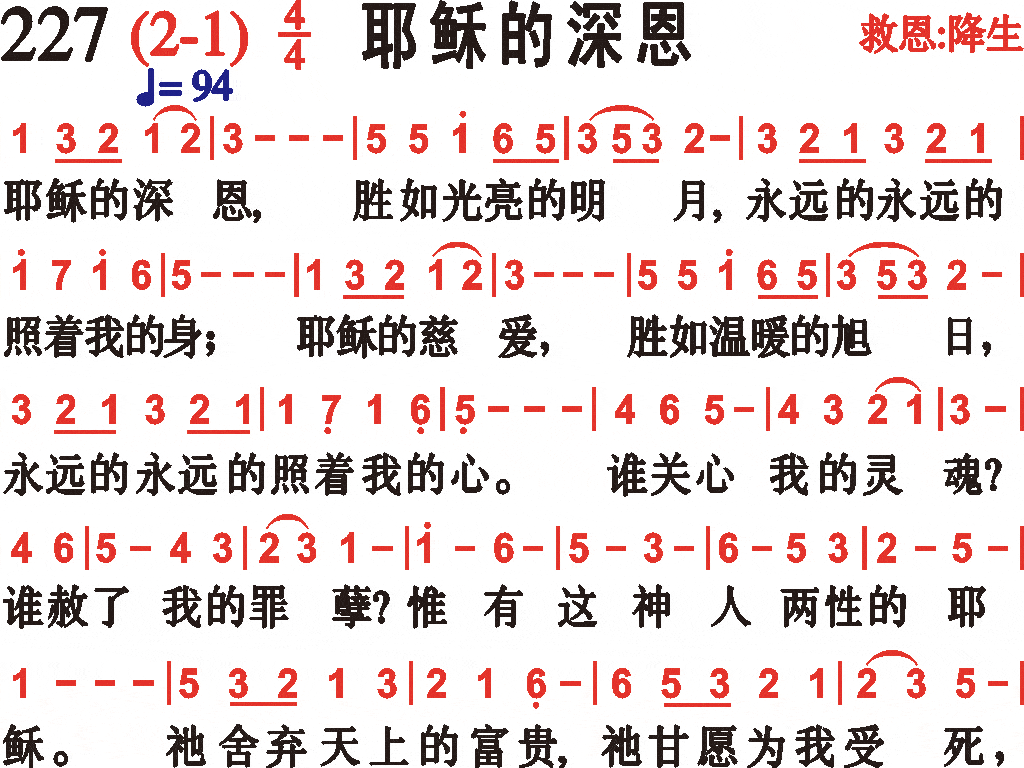 227 (2-1) 4/4 耶稣的深恩 救恩:降生
♩= 94
1 3 2 1 2|3 - - -|5 5 i 6 5|3 5 3 2 -|3 2 1 3 2 1|
耶稣的深 恩, 胜如光亮的明 月, 永远的永远的
i 7 i 6|5 - - -|1 3 2 1 2|3 - - -|5 5 i 6 5|3 5 3 2 -|
照着我的身; 耶稣的慈 爱, 胜如温暖的旭 日,
3 2 1 3 2 1|1 7̣ 1 6̣|5̣ - - -|4 6 5 -|4 3 2 1|3 -|
永远的永远的照着我的心。 谁关心 我的灵 魂?
4 6|5 - 4 3|2 3 1 -|i - 6 -|5 - 3 -|6 - 5 3|2 - 5 -|
谁赦了 我的罪 孽? 惟 有 这 神 人 两性的 耶
1 - - -|5 3 2 1 3|2 1 6̣ -|6 5 3 2 1|2 3 5 -|
稣。 祂舍弃天上的富贵, 祂甘愿为我受 死,